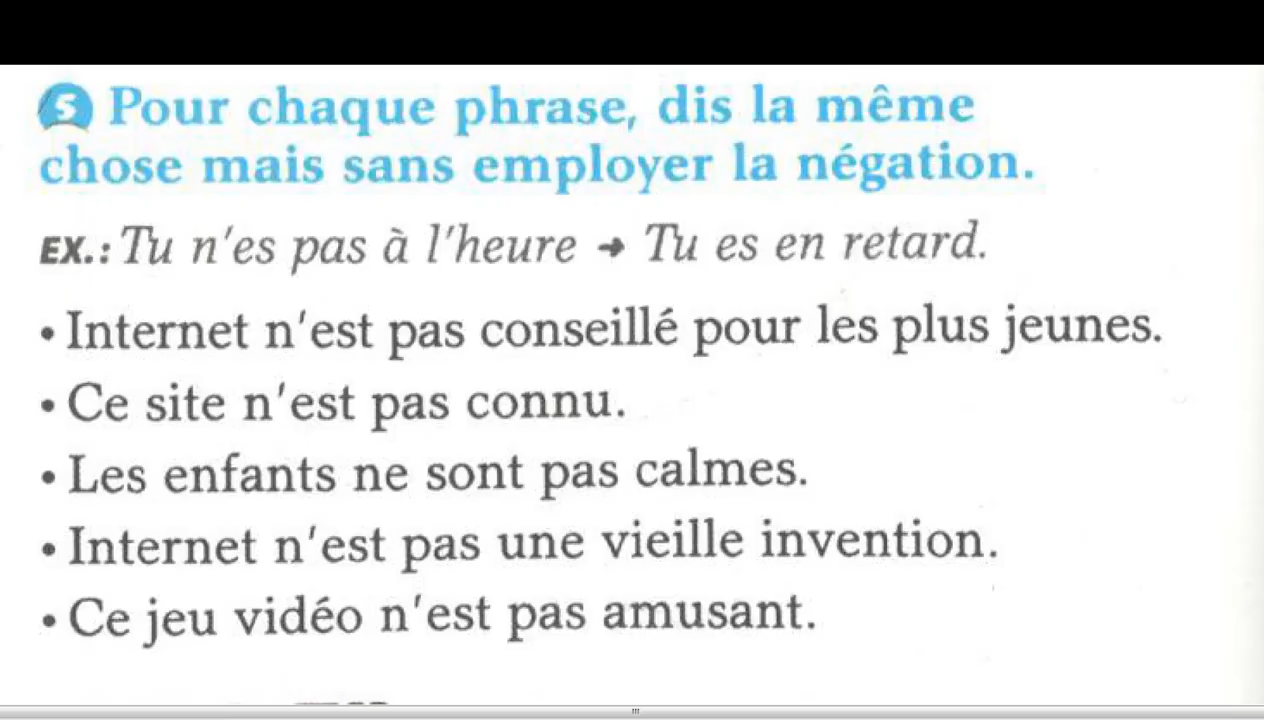 5 Pour chaque phrase, dis la même
chose mais sans employer la négation.
EX.: Tu n'es pas à l'heure → Tu es en retard.
• Internet n'est pas conseillé pour les plus jeunes.
• Ce site n'est pas connu.
• Les enfants ne sont pas calmes.
• Internet n'est pas une vieille invention.
• Ce jeu vidéo n'est pas amusant.